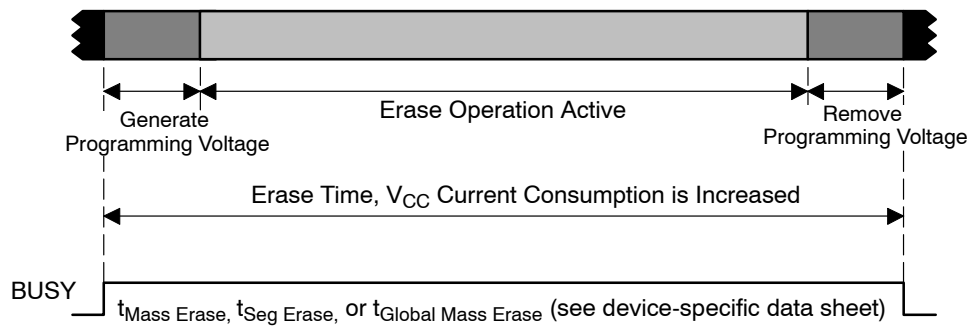 Generate
Programming Voltage
Erase Operation Active
Remove
Programming Voltage
Erase Time, VCC Current Consumption is Increased
BUSY
tMass Erase, tSeg Erase, or tGlobal Mass Erase (see device-specific data sheet)